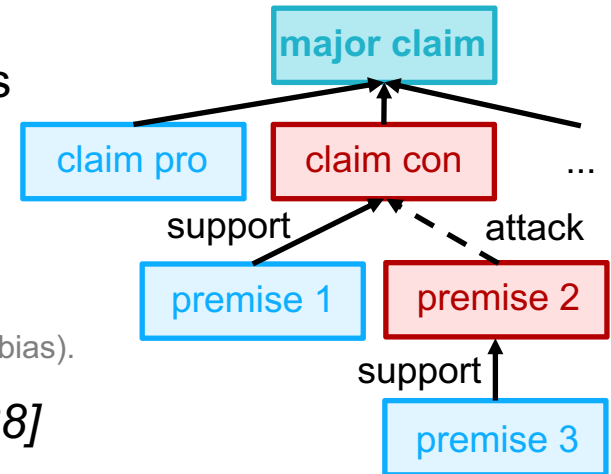 major claim
s
claim pro
claim con
...
support
attack
premise 1
premise 2
bias).
support
8]
premise 3